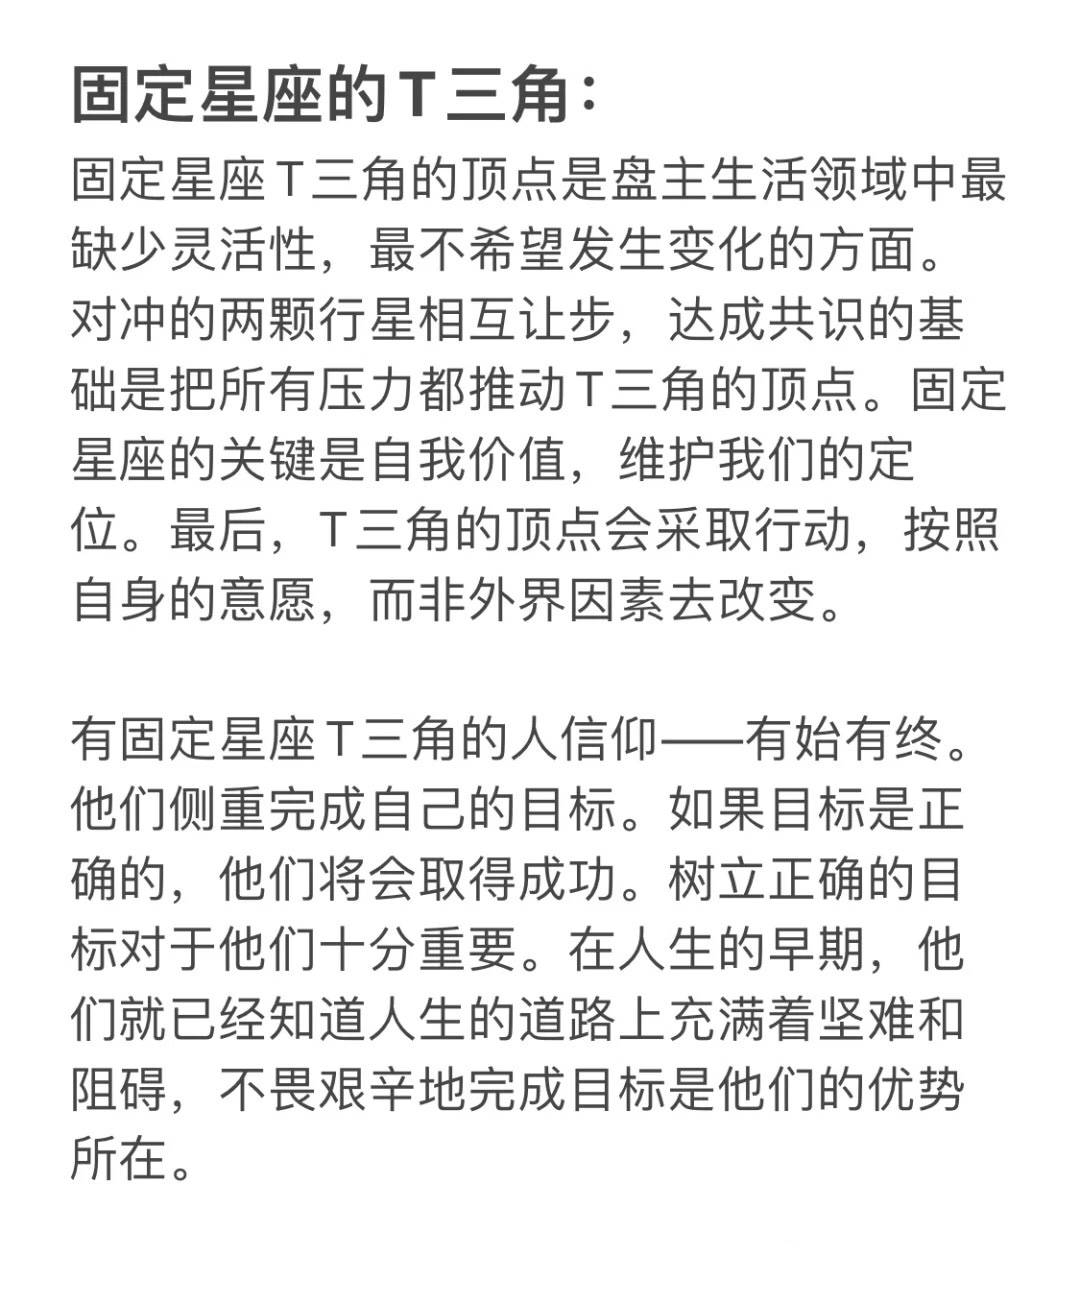 固定星座的T三角：
固定星座T三角的顶点是盘主生活领域中最
缺少灵活性，最不希望发生变化的方面。
对冲的两颗行星相互让步，达成共识的基
础是把所有压力都推动T三角的顶点。固定
星座的关键是自我价值，维护我们的定
位。最后，T三角的顶点会采取行动，按照
自身的意愿，而非外界因素去改变。
有固定星座T三角的人信仰——有始有终。
他们侧重完成自己的目标。如果目标是正
确的，他们将会取得成功。树立正确的目
标对于他们十分重要。在人生的早期，他
们就已经知道人生的道路上充满着坚难和
阻碍，不畏艰辛地完成目标是他们的优势
所在。